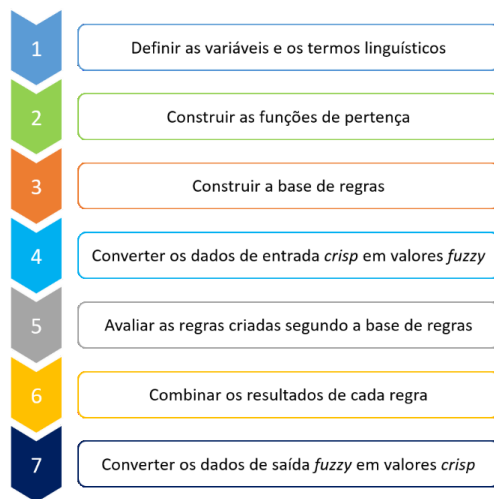 1 Definir as variáveis e os termos linguísticos
2 Construir as funções de pertença
3 Construir a base de regras
4 Converter os dados de entrada crisp em valores fuzzy
5 Avaliar as regras criadas segundo a base de regras
6 Combinar os resultados de cada regra
7 Converter os dados de saída fuzzy em valores crisp